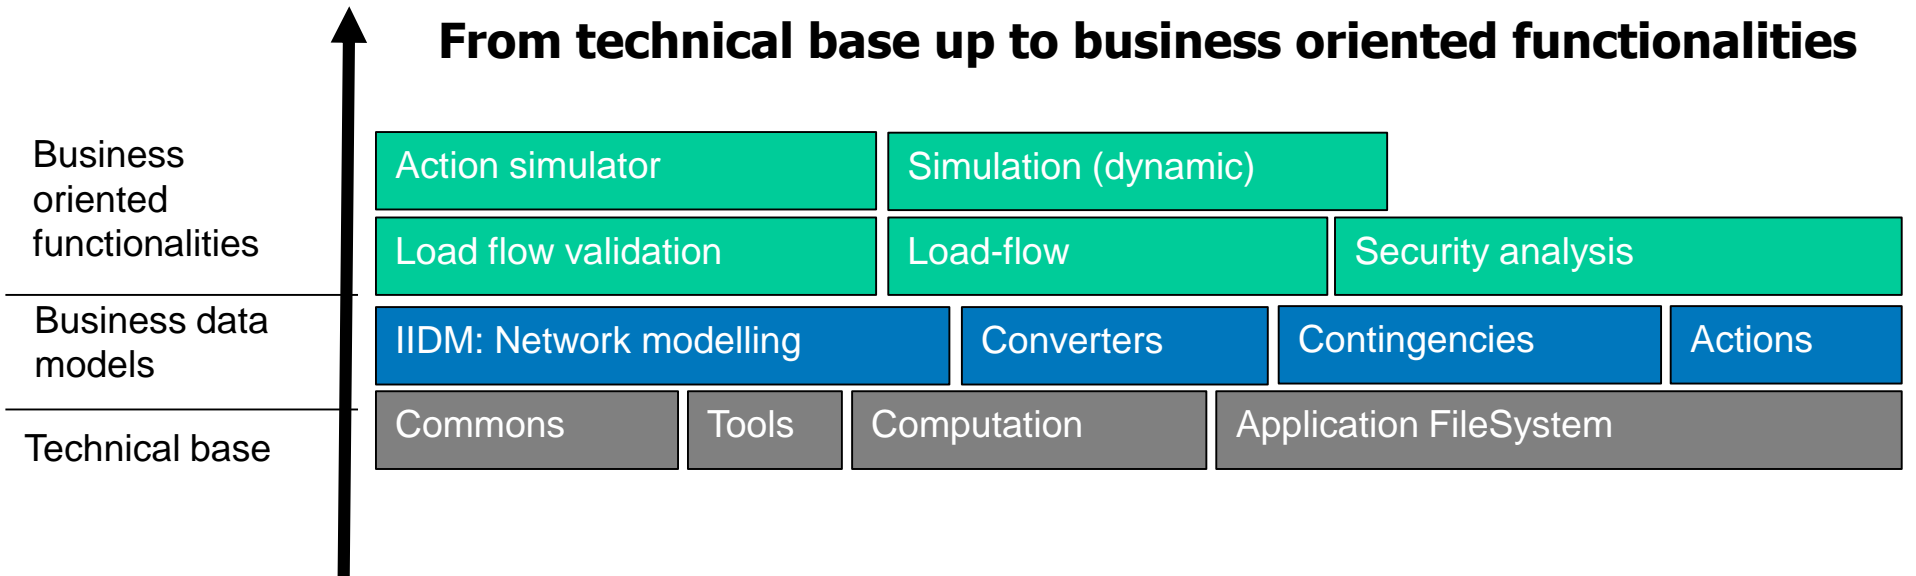 From technical base up to business oriented functionalities
Business
oriented
functionalities
Action simulator
Simulation (dynamic)
Load flow validation
Load-flow
Security analysis
Business data
models
IIDM: Network modelling
Converters
Contingencies
Actions
Technical base
Commons
Tools
Computation
Application FileSystem